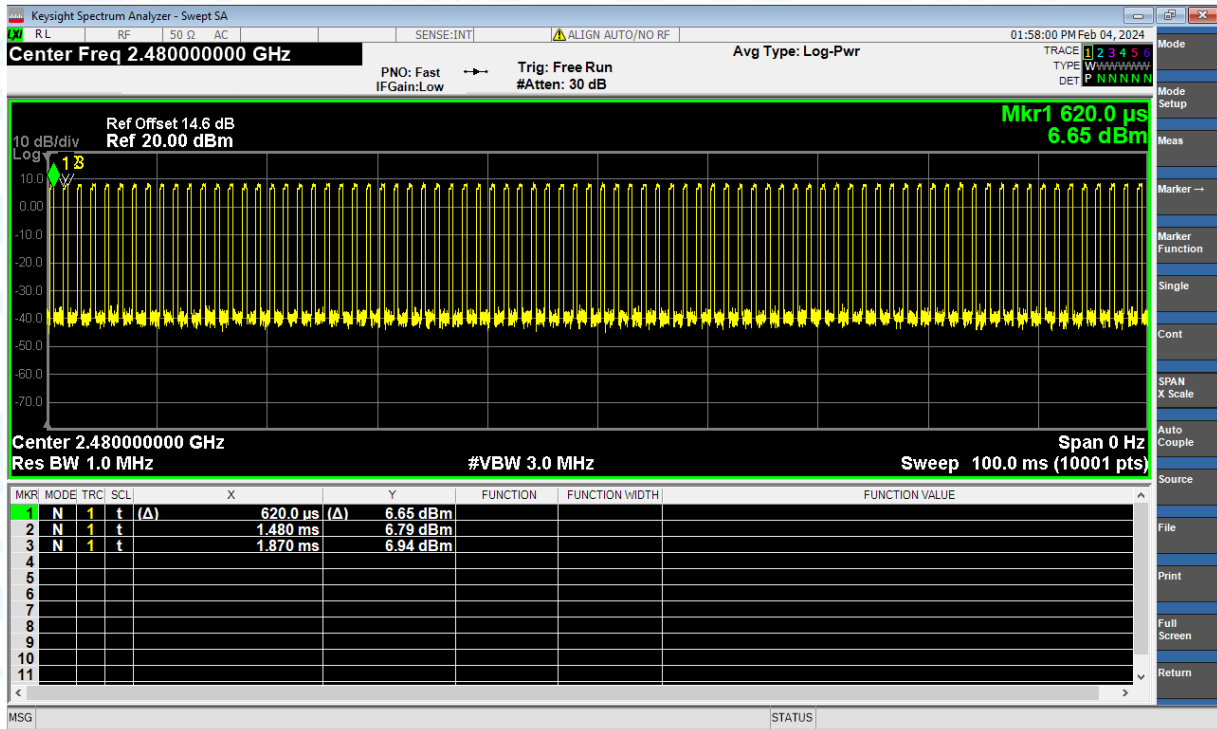 Keysight Spectrum Analyzer - Swept SA
LXI RL RF 50 Ω AC SENSE:INT ALIGN AUTO/NO RF 01:58:00 PM Feb 04, 2024
Center Freq 2.480000000 GHz
PNO: Fast
IFGain:Low
Trig: Free Run
#Atten: 30 dB
Avg Type: Log-Pwr
TRACE 1 2 3 4 5 6
TYPE WWWWWWW
DET P N N N N N
Mkr1 620.0 µs
6.65 dBm
Ref Offset 14.6 dB
10 dB/div Ref 20.00 dBm
Log
1 2 3
10.0
0.00
-10.0
-20.0
-30.0
-40.0
-50.0
-60.0
-70.0
Center 2.480000000 GHz Span 0 Hz
Res BW 1.0 MHz #VBW 3.0 MHz Sweep 100.0 ms (10001 pts)
MKR MODE TRC SCL X Y FUNCTION FUNCTION WIDTH FUNCTION VALUE
1 N 1 t (Δ) 620.0 µs (Δ) 6.65 dBm
2 N 1 t 1.480 ms 6.79 dBm
3 N 1 t 1.870 ms 6.94 dBm
4
5
6
7
8
9
10
11
MSG STATUS
Mode
Mode
Setup
Meas
Marker →
Marker
Function
Single
Cont
SPAN
X Scale
Auto
Couple
Source
File
Print
Full
Screen
Return